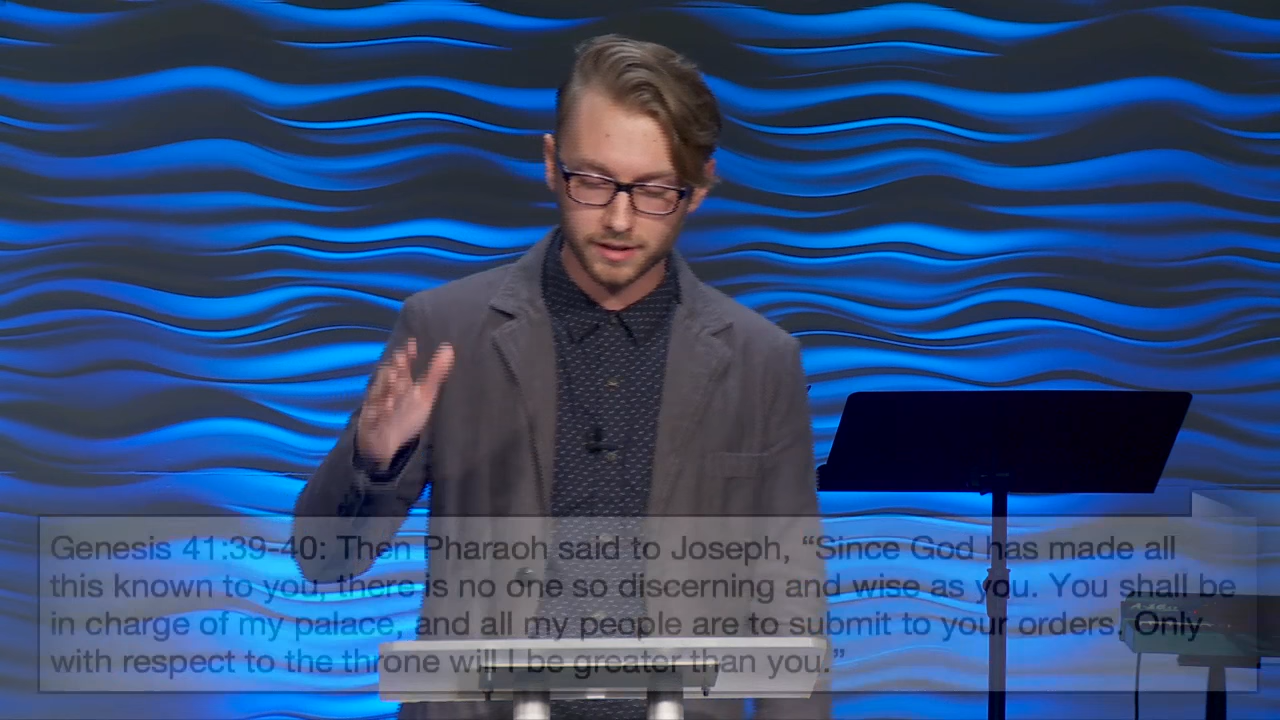 Genesis 41:39-40: Then Pharaoh said to Joseph, “Since God has made all
this known to you, there is no one so discerning and wise as you. You shall be
in charge of my palace, and all my people are to submit to your orders. Only
with respect to the throne will I be greater than you.”